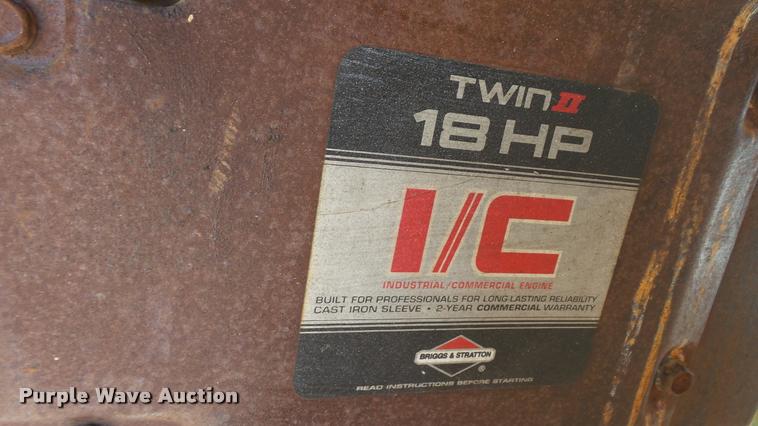 TWIN II
18 HP
I/C
INDUSTRIAL/COMMERCIAL ENGINE
BUILT FOR PROFESSIONALS FOR LONG-LASTING RELIABILITY
CAST IRON SLEEVE • 2-YEAR COMMERCIAL WARRANTY
BRIGGS & STRATTON
®
READ INSTRUCTIONS BEFORE STARTING
Purple Wave Auction